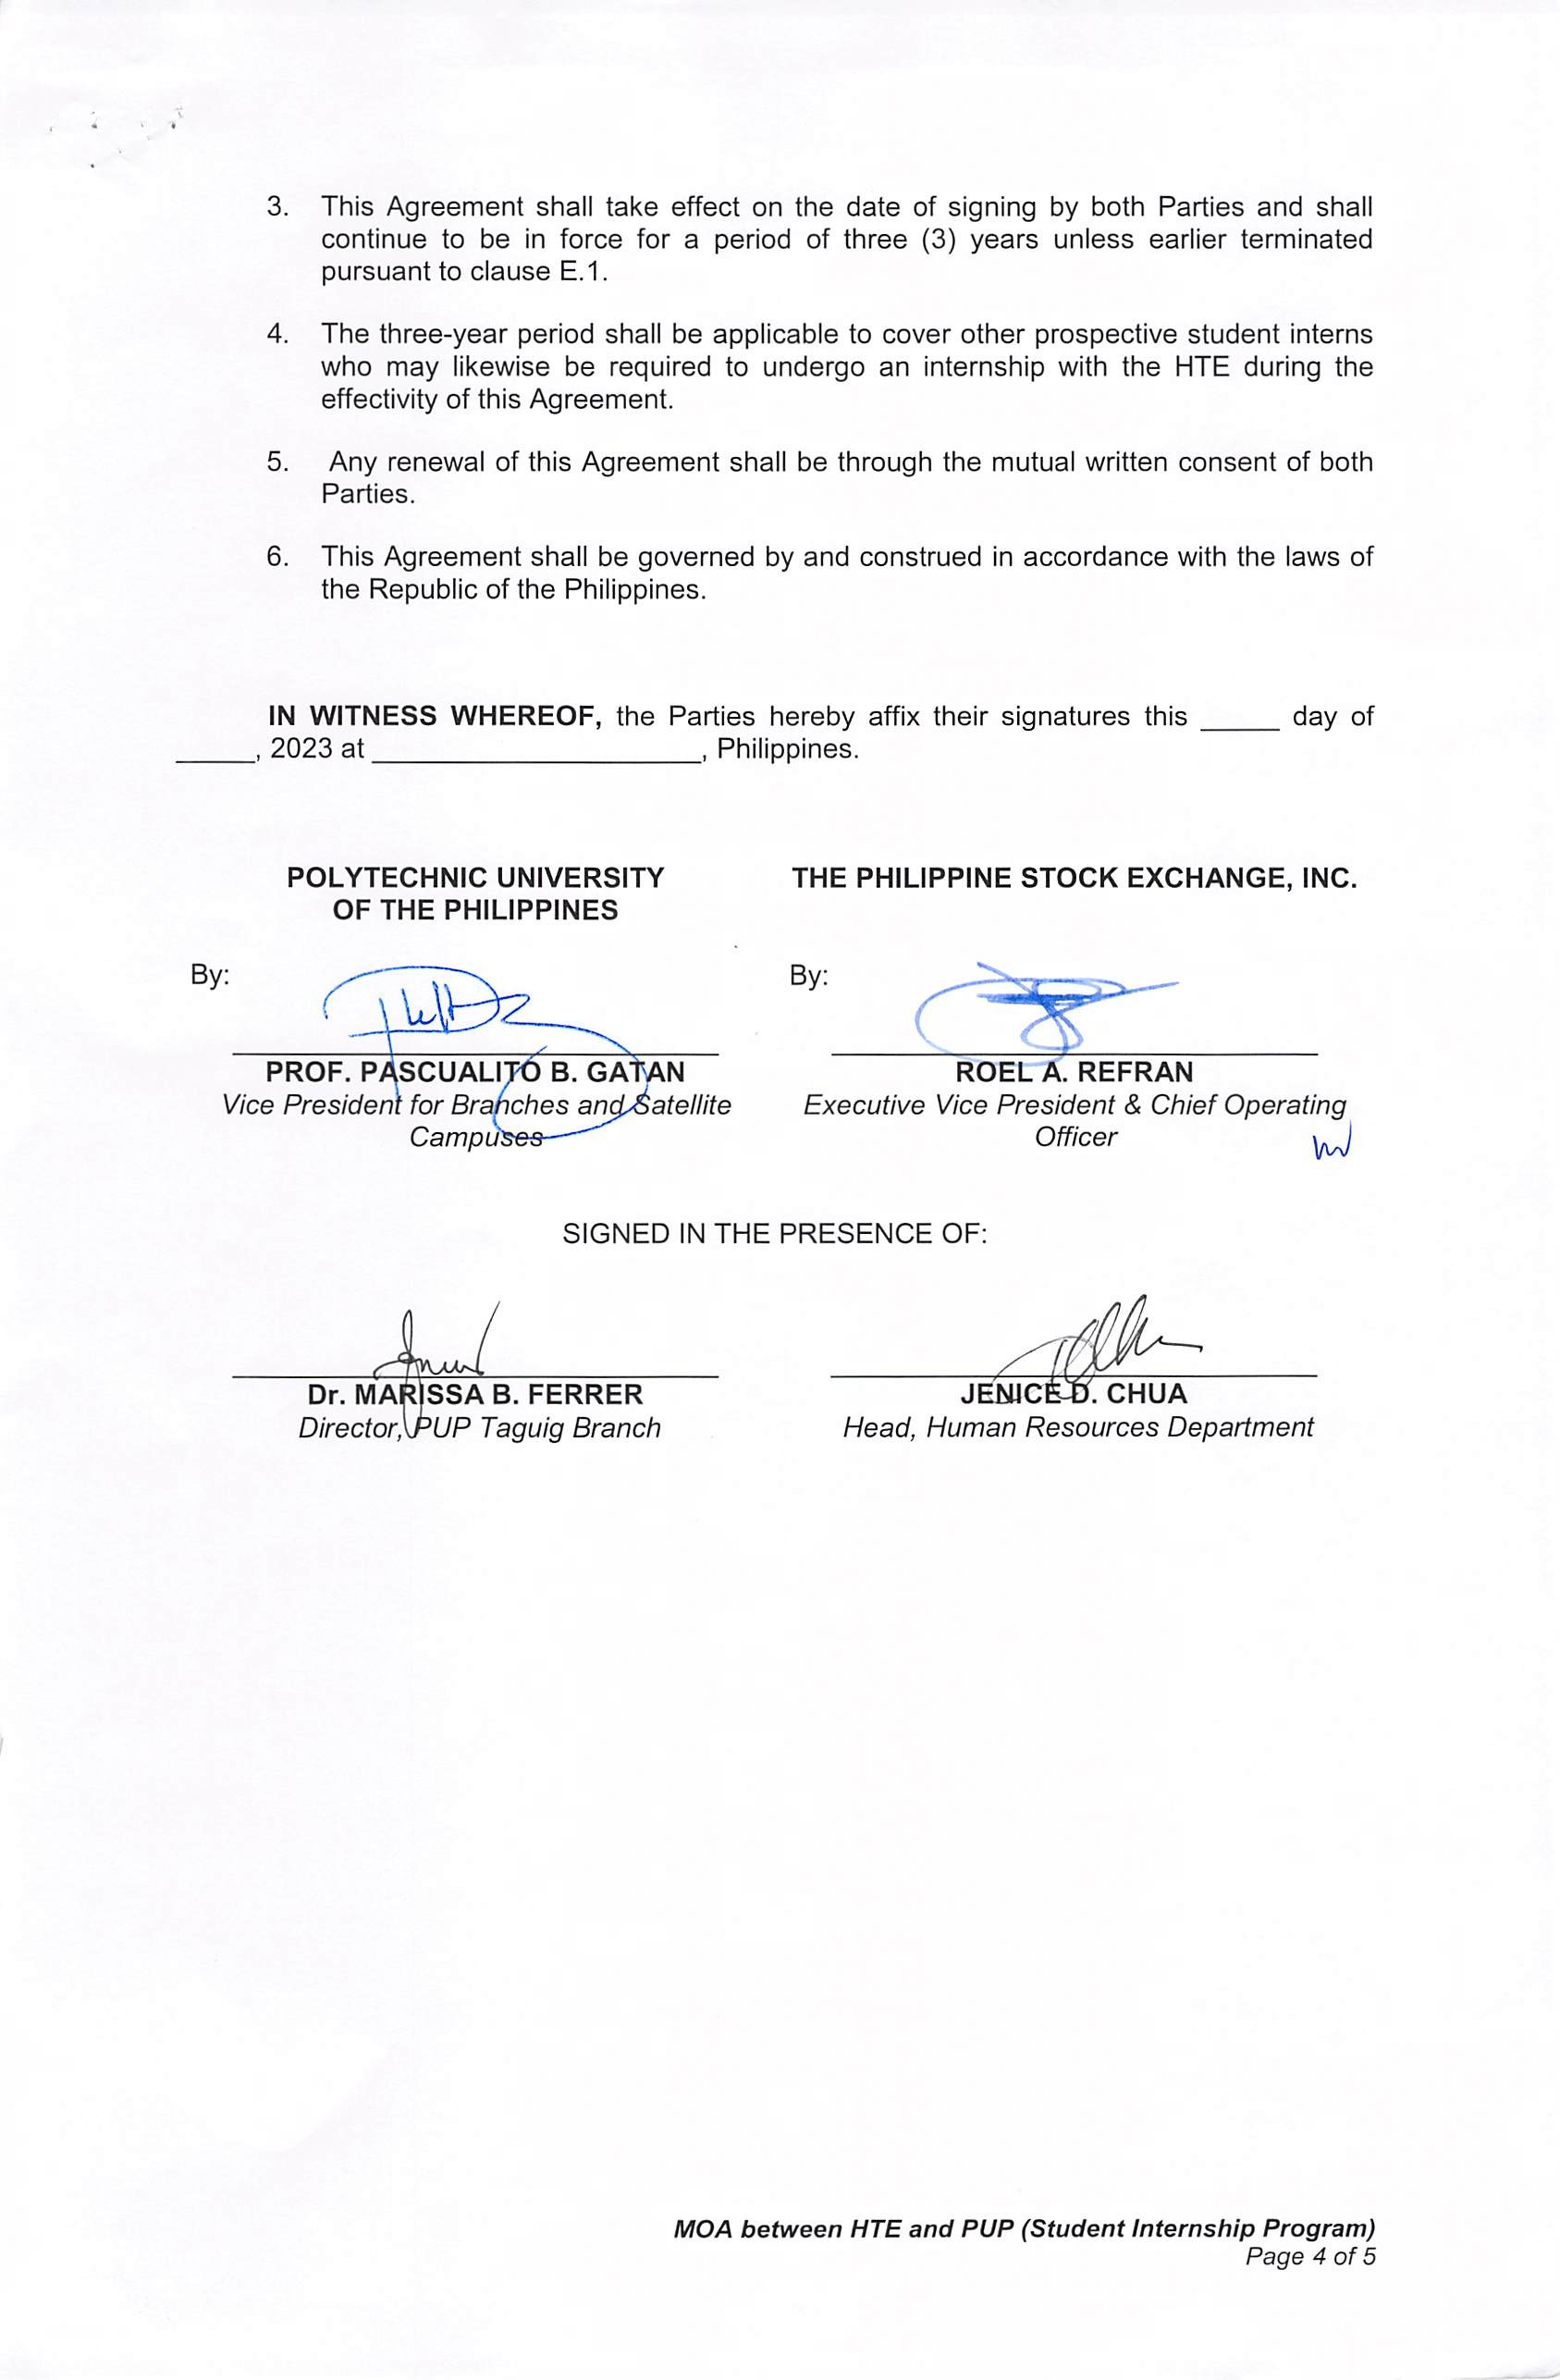 3. This Agreement shall take effect on the date of signing by both Parties and shall
continue to be in force for a period of three (3) years unless earlier terminated
pursuant to clause E.1.
4. The three-year period shall be applicable to cover other prospective student interns
who may likewise be required to undergo an internship with the HTE during the
effectivity of this Agreement.
5. Any renewal of this Agreement shall be through the mutual written consent of both
Parties.
6. This Agreement shall be governed by and construed in accordance with the laws of
the Republic of the Philippines.
IN WITNESS WHEREOF, the Parties hereby affix their signatures this _____ day of
_____, 2023 at ______________________, Philippines.
POLYTECHNIC UNIVERSITY
OF THE PHILIPPINES
By:
PROF. PASCUALITO B. GATAN
Vice President for Branches and Satellite
Campuses
THE PHILIPPINE STOCK EXCHANGE, INC.
By:
ROEL A. REFRAN
Executive Vice President & Chief Operating
Officer
SIGNED IN THE PRESENCE OF:
Dr. MARISSA B. FERRER
Director, PUP Taguig Branch
JENICE D. CHUA
Head, Human Resources Department
MOA between HTE and PUP (Student Internship Program)
Page 4 of 5